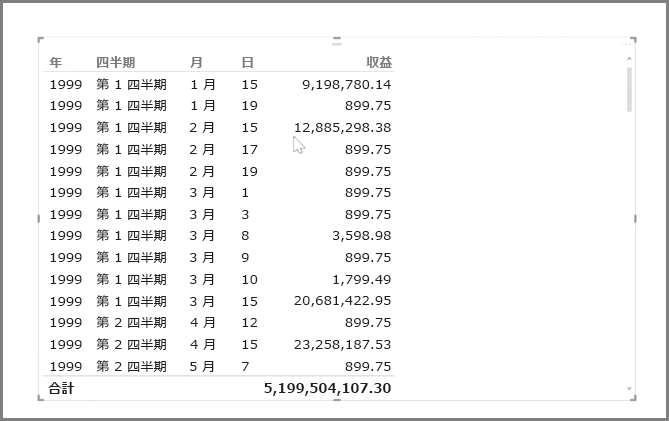 年 四半期 月 日 収益
1999 第 1 四半期 1 月 15 9,198,780.14
1999 第 1 四半期 1 月 19 899.75
1999 第 1 四半期 2 月 15 12,885,298.38
1999 第 1 四半期 2 月 17 899.75
1999 第 1 四半期 2 月 19 899.75
1999 第 1 四半期 3 月 1 899.75
1999 第 1 四半期 3 月 3 899.75
1999 第 1 四半期 3 月 8 3,598.98
1999 第 1 四半期 3 月 9 899.75
1999 第 1 四半期 3 月 10 1,799.49
1999 第 1 四半期 3 月 15 20,681,422.95
1999 第 2 四半期 4 月 12 899.75
1999 第 2 四半期 4 月 15 23,258,187.53
1999 第 2 四半期 5 月 7 899.75
合計 5,199,504,107.30